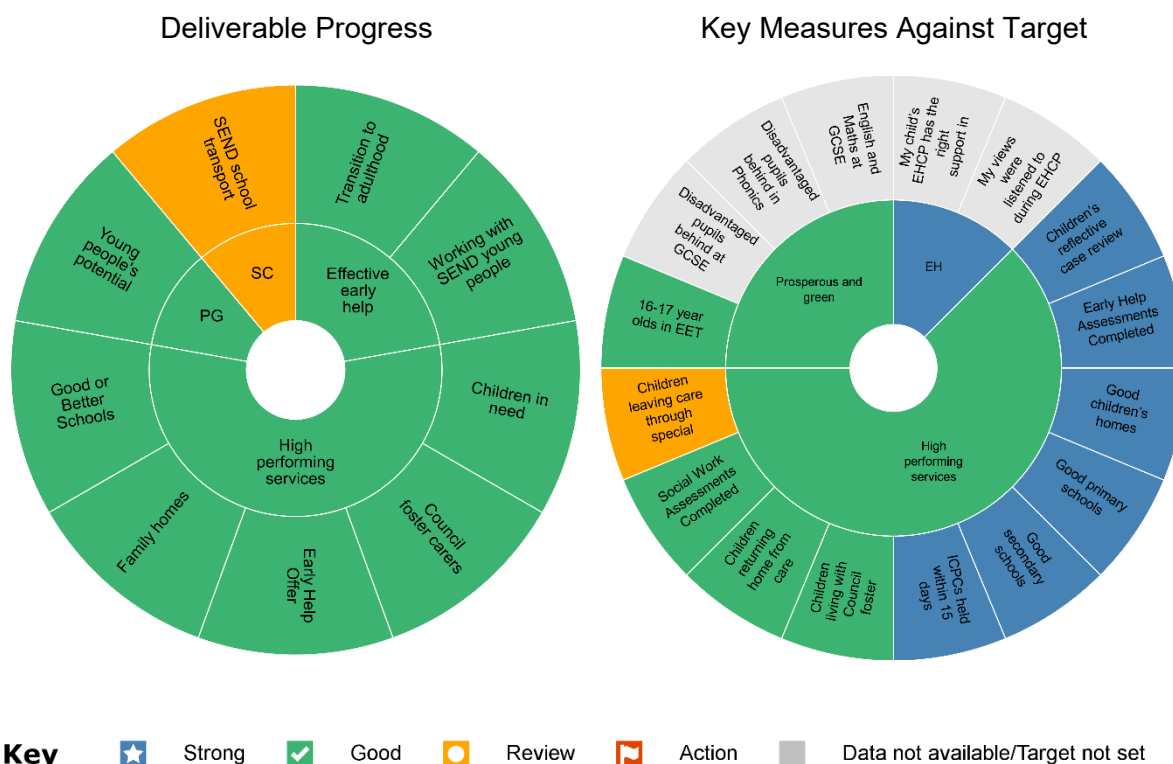 Deliverable Progress
SEND school
transport
Transition to
adulthood
Working with
SEND young
people
Children in
need
Council
foster carers
Early Help
Offer
Family homes
Good or
Better
Schools
Young
people's
potential
SC
Effective
early
help
PG
High
performing
services
Key Measures Against Target
My child's
EHCP has the
right
support in
My views
were
listened to
during EHCP
Children's
reflective
case review
Early Help
Assessments
Completed
Good
children's
homes
Good primary
schools
Good
secondary
schools
ICPCs held
within 15
days
Children
living with
Council
foster
Children
returning
home from
care
Social Work
Assessments
Completed
Children
leaving care
through
special
16-17 year
olds in EET
Disadvantaged
pupils
behind at
GCSE
Disadvantaged
pupils
behind in
Phonics
English and
Maths at
GCSE
EH
Prosperous and
green
High
performing
services
Key
Strong
Good
Review
Action
Data not available/Target not set